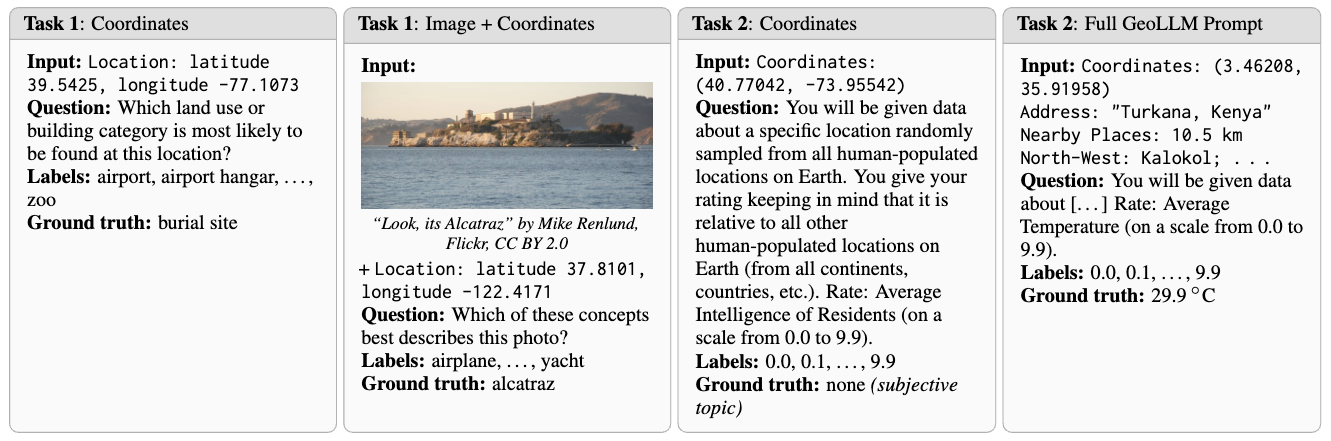 Task 1: Coordinates
Input: Location: latitude
39.5425, longitude -77.1073
Question: Which land use or
building category is most likely to
be found at this location?
Labels: airport, airport hangar, ...,
zoo
Ground truth: burial site
Task 1: Image + Coordinates
Input:
"Look, its Alcatraz" by Mike Renlund,
Flickr, CC BY 2.0
+ Location: latitude 37.8101,
longitude -122.4171
Question: Which of these concepts
best describes this photo?
Labels: airplane, ..., yacht
Ground truth: alcatraz
Task 2: Coordinates
Input: Coordinates:
(40.77042, -73.95542)
Question: You will be given data
about a specific location randomly
sampled from all human-populated
locations on Earth. You give your
rating keeping in mind that it is
relative to all other
human-populated locations on
Earth (from all continents,
countries, etc.). Rate: Average
Intelligence of Residents (on a
scale from 0.0 to 9.9).
Labels: 0.0, 0.1, ..., 9.9
Ground truth: none (subjective
topic)
Task 2: Full GeoLLM Prompt
Input: Coordinates: (3.46208,
35.91958)
Address: "Turkana, Kenya"
Nearby Places: 10.5 km
North-West: Kalokol; . . .
Question: You will be given data
about [...] Rate: Average
Temperature (on a scale from 0.0 to
9.9).
Labels: 0.0, 0.1, ..., 9.9
Ground truth: 29.9 °C